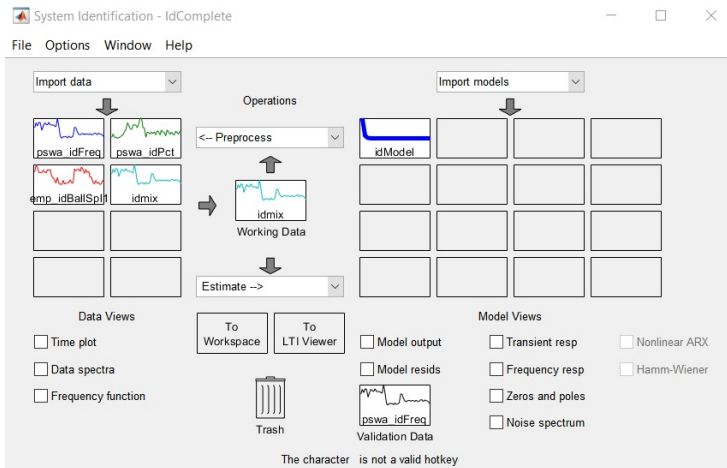 System Identification - IdComplete
File Options Window Help
Import data
Import models
Operations
<-- Preprocess
pswa_idFreq
pswa_idPct
idModel
emp_idBallSpl1
idmix
idmix
Working Data
Estimate -->
Data Views
Model Views
To Workspace
To LTI Viewer
Time plot
Data spectra
Frequency function
Model output
Transient resp
Nonlinear ARX
Model resids
Frequency resp
Hamm-Wiener
Zeros and poles
Noise spectrum
Trash
pswa_idFreq
Validation Data
The character is not a valid hotkey